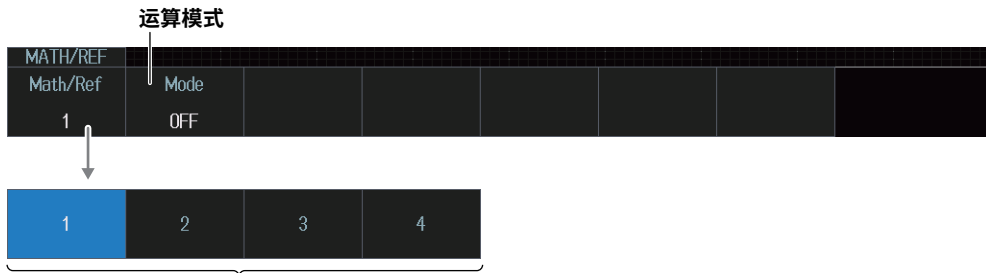 运算模式
MATH/REF
Math/Ref Mode
1 OFF
1 2 3 4